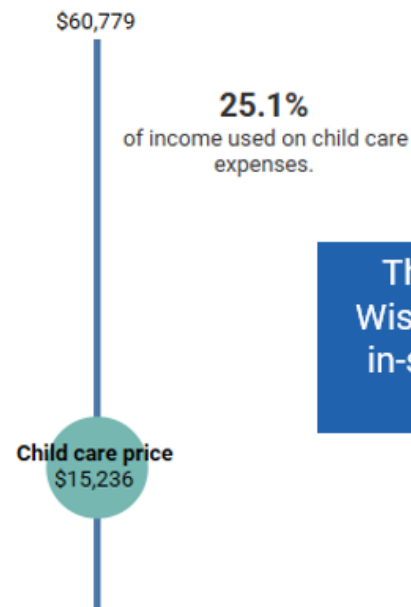 $60,779
25.1%
of income used on child care
expenses.
Child care price
$15,236